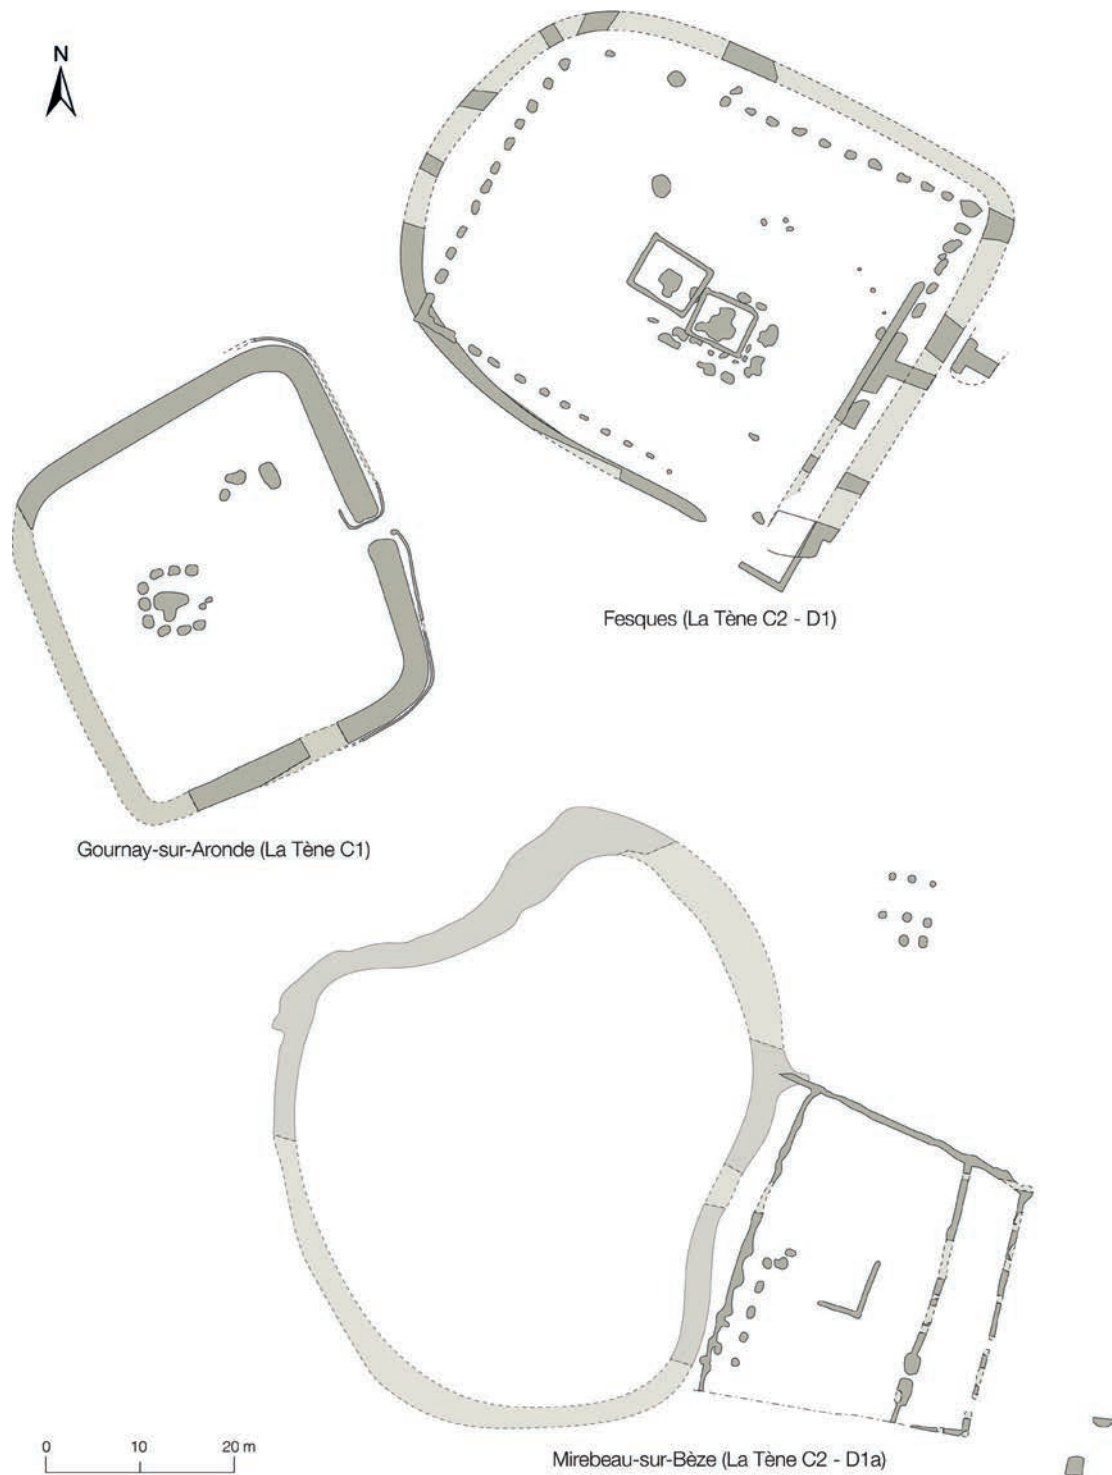 N
Fesques (La Tène C2 - D1)
Gournay-sur-Aronde (La Tène C1)
0 10 20 m
Mirebeau-sur-Bèze (La Tène C2 - D1a)